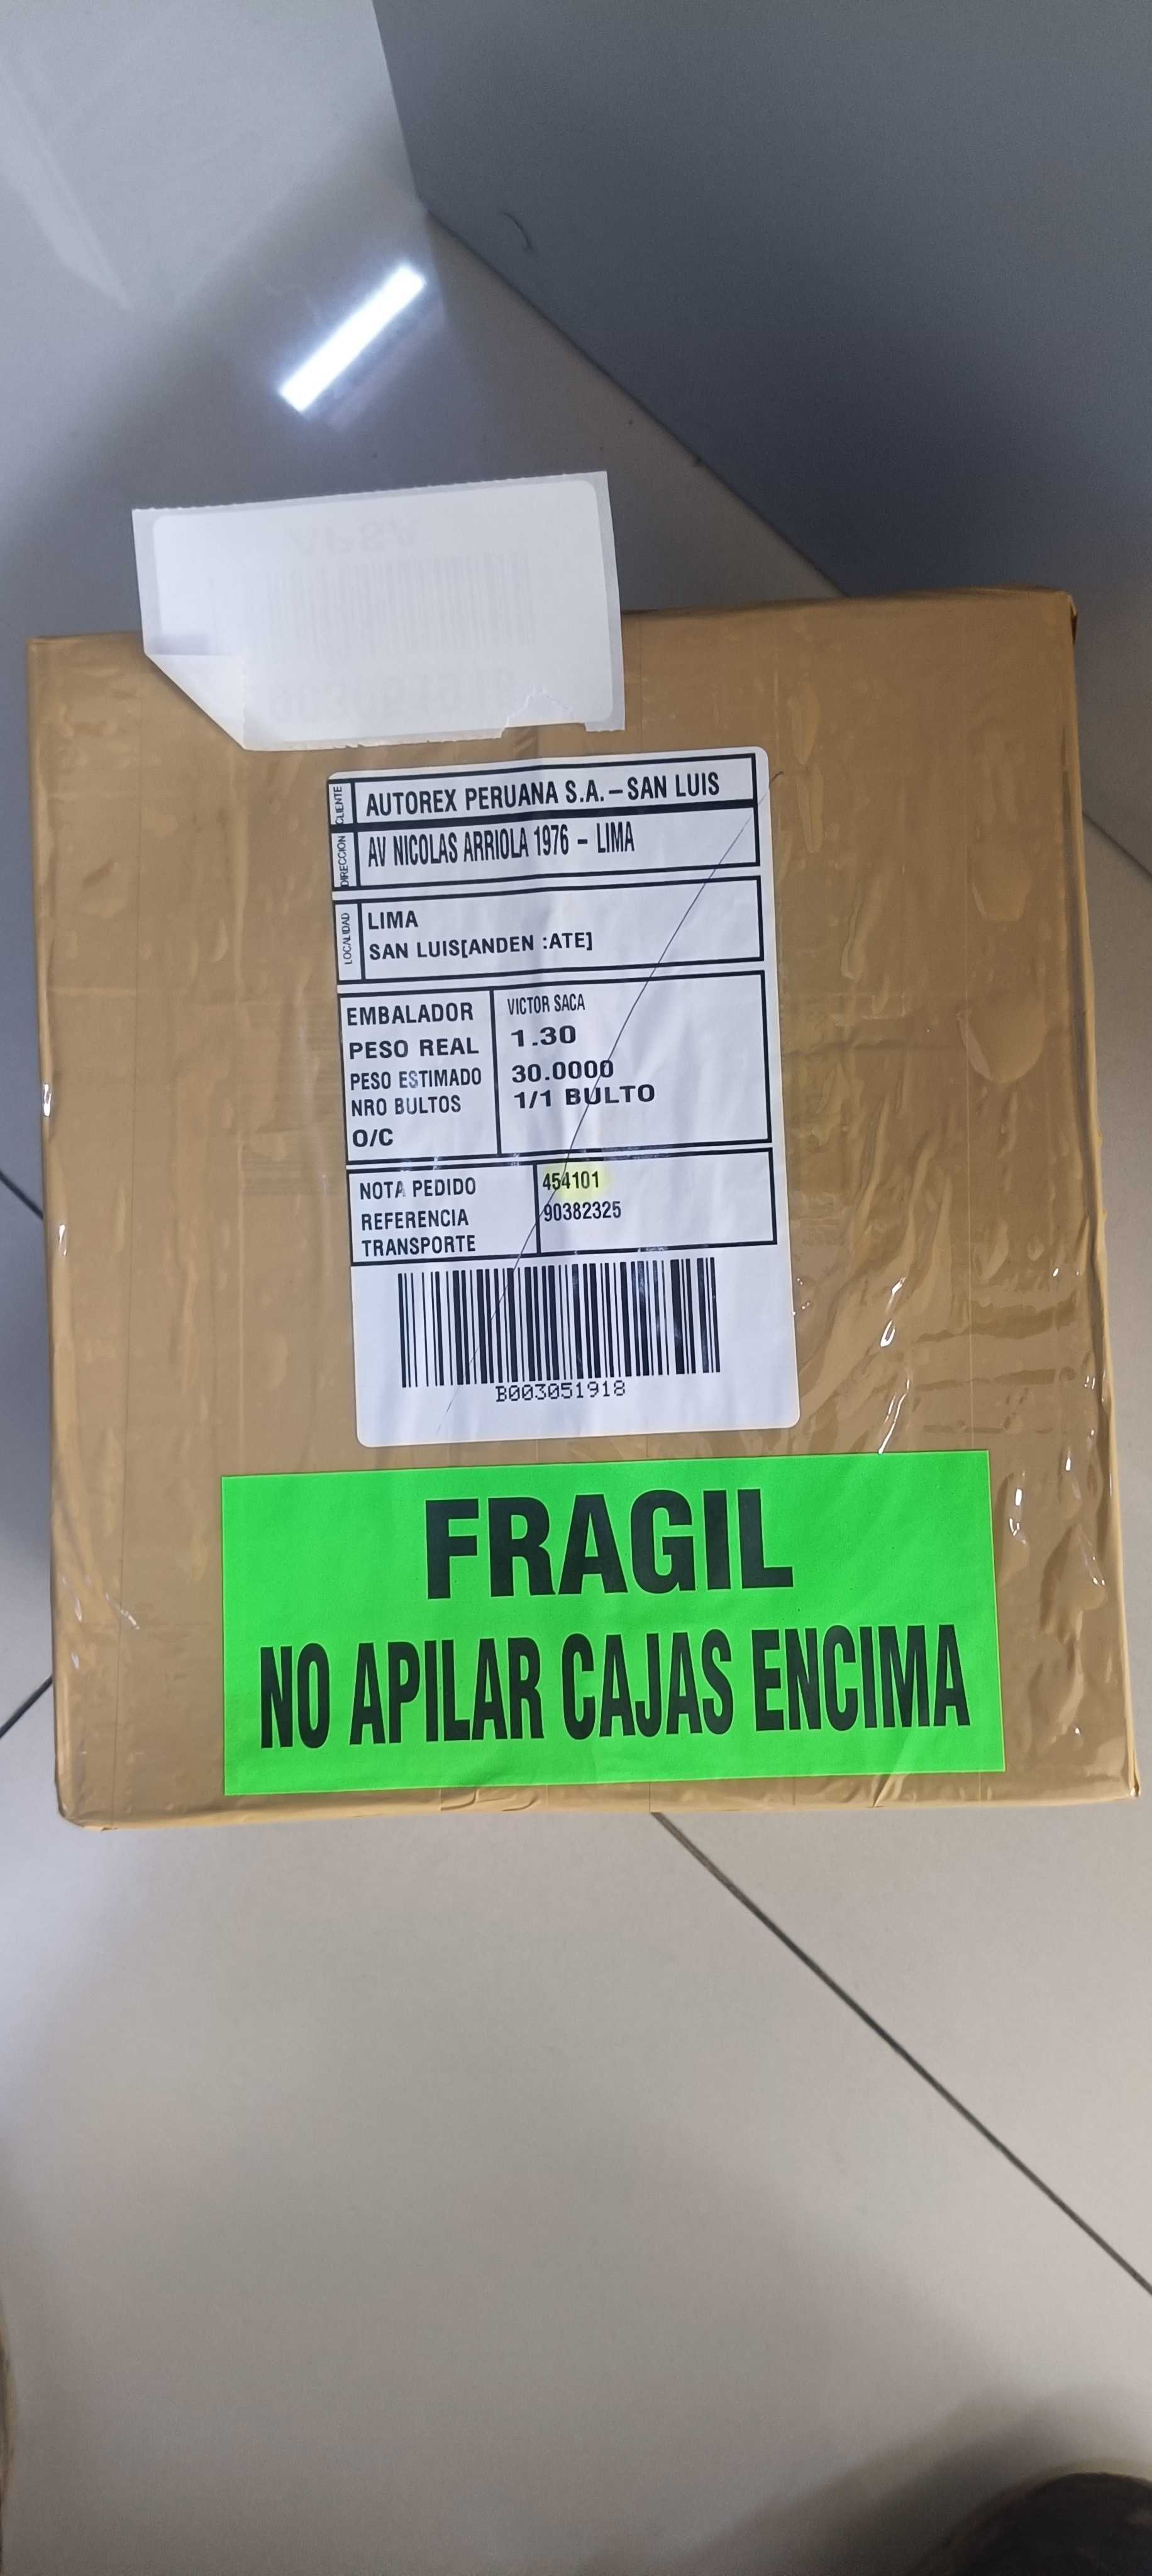 CLIENTE AUTOREX PERUANA S.A. – SAN LUIS
DIRECCION AV NICOLAS ARRIOLA 1976 – LIMA
LOCALIDAD LIMA
SAN LUIS[ANDEN :ATE]
EMBALADOR VICTOR SACA
PESO REAL 1.30
PESO ESTIMADO 30.0000
NRO BULTOS 1/1 BULTO
O/C
NOTA PEDIDO 454101
REFERENCIA 90382325
TRANSPORTE
B003051918
FRAGIL
NO APILAR CAJAS ENCIMA